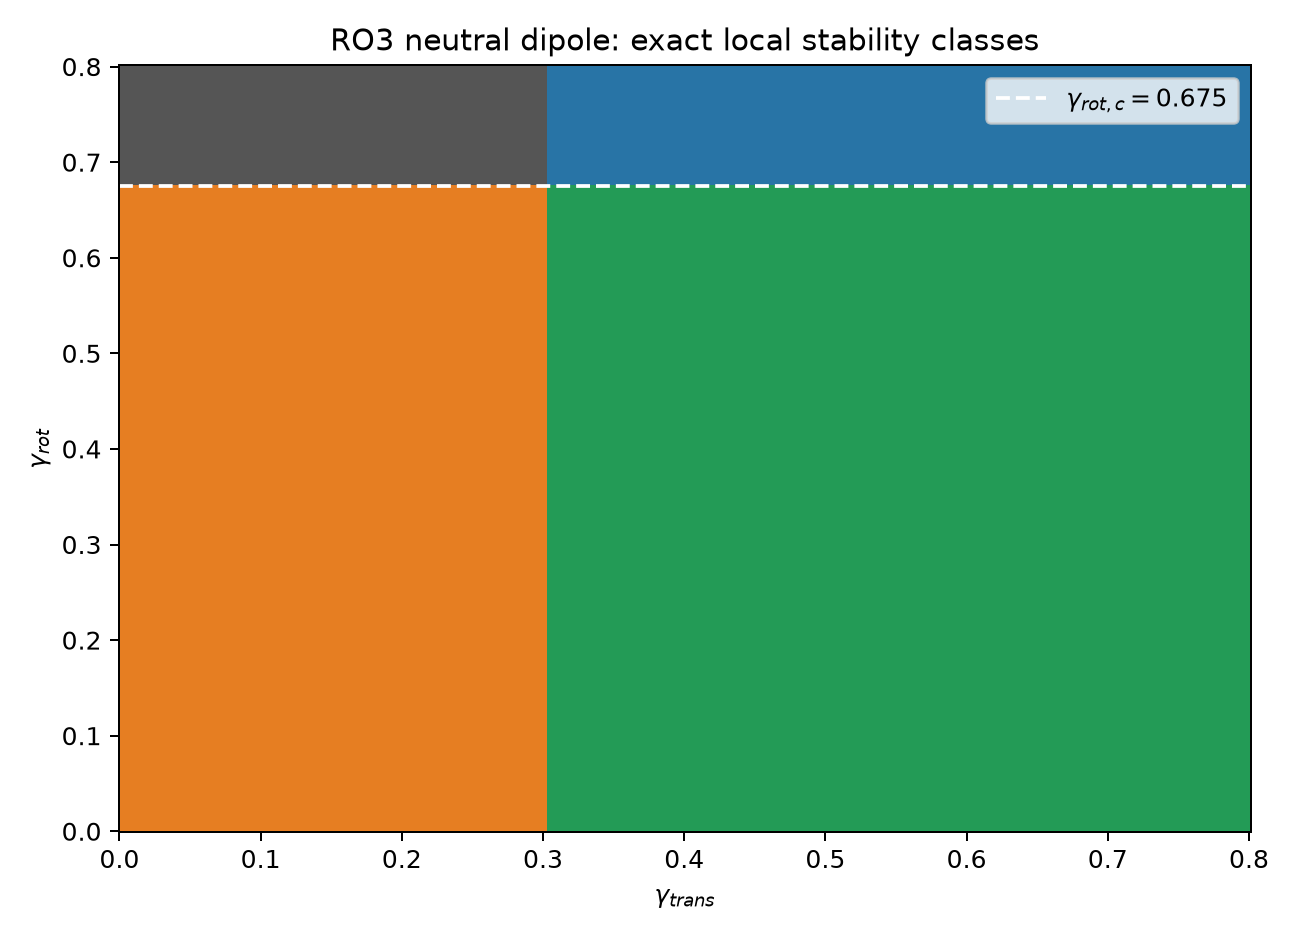 RO3 neutral dipole: exact local stability classes
γrot, c = 0.675
0.8
0.7
0.6
0.5
0.4
0.3
0.2
0.1
0.0
γrot
0.0 0.1 0.2 0.3 0.4 0.5 0.6 0.7 0.8
γtrans